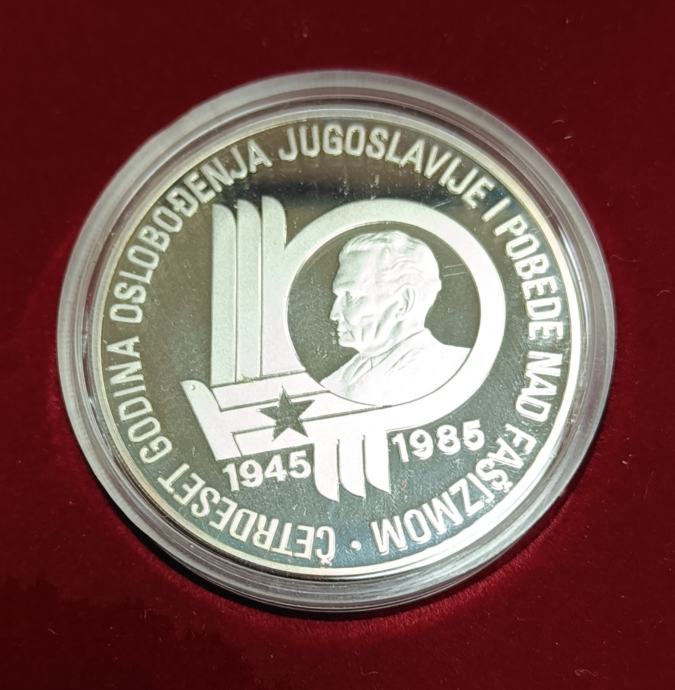 ČETRDESET GODINA OSLOBOĐENJA JUGOSLAVIJE I POBEDE NAD FAŠIZMOM •
1945 1985